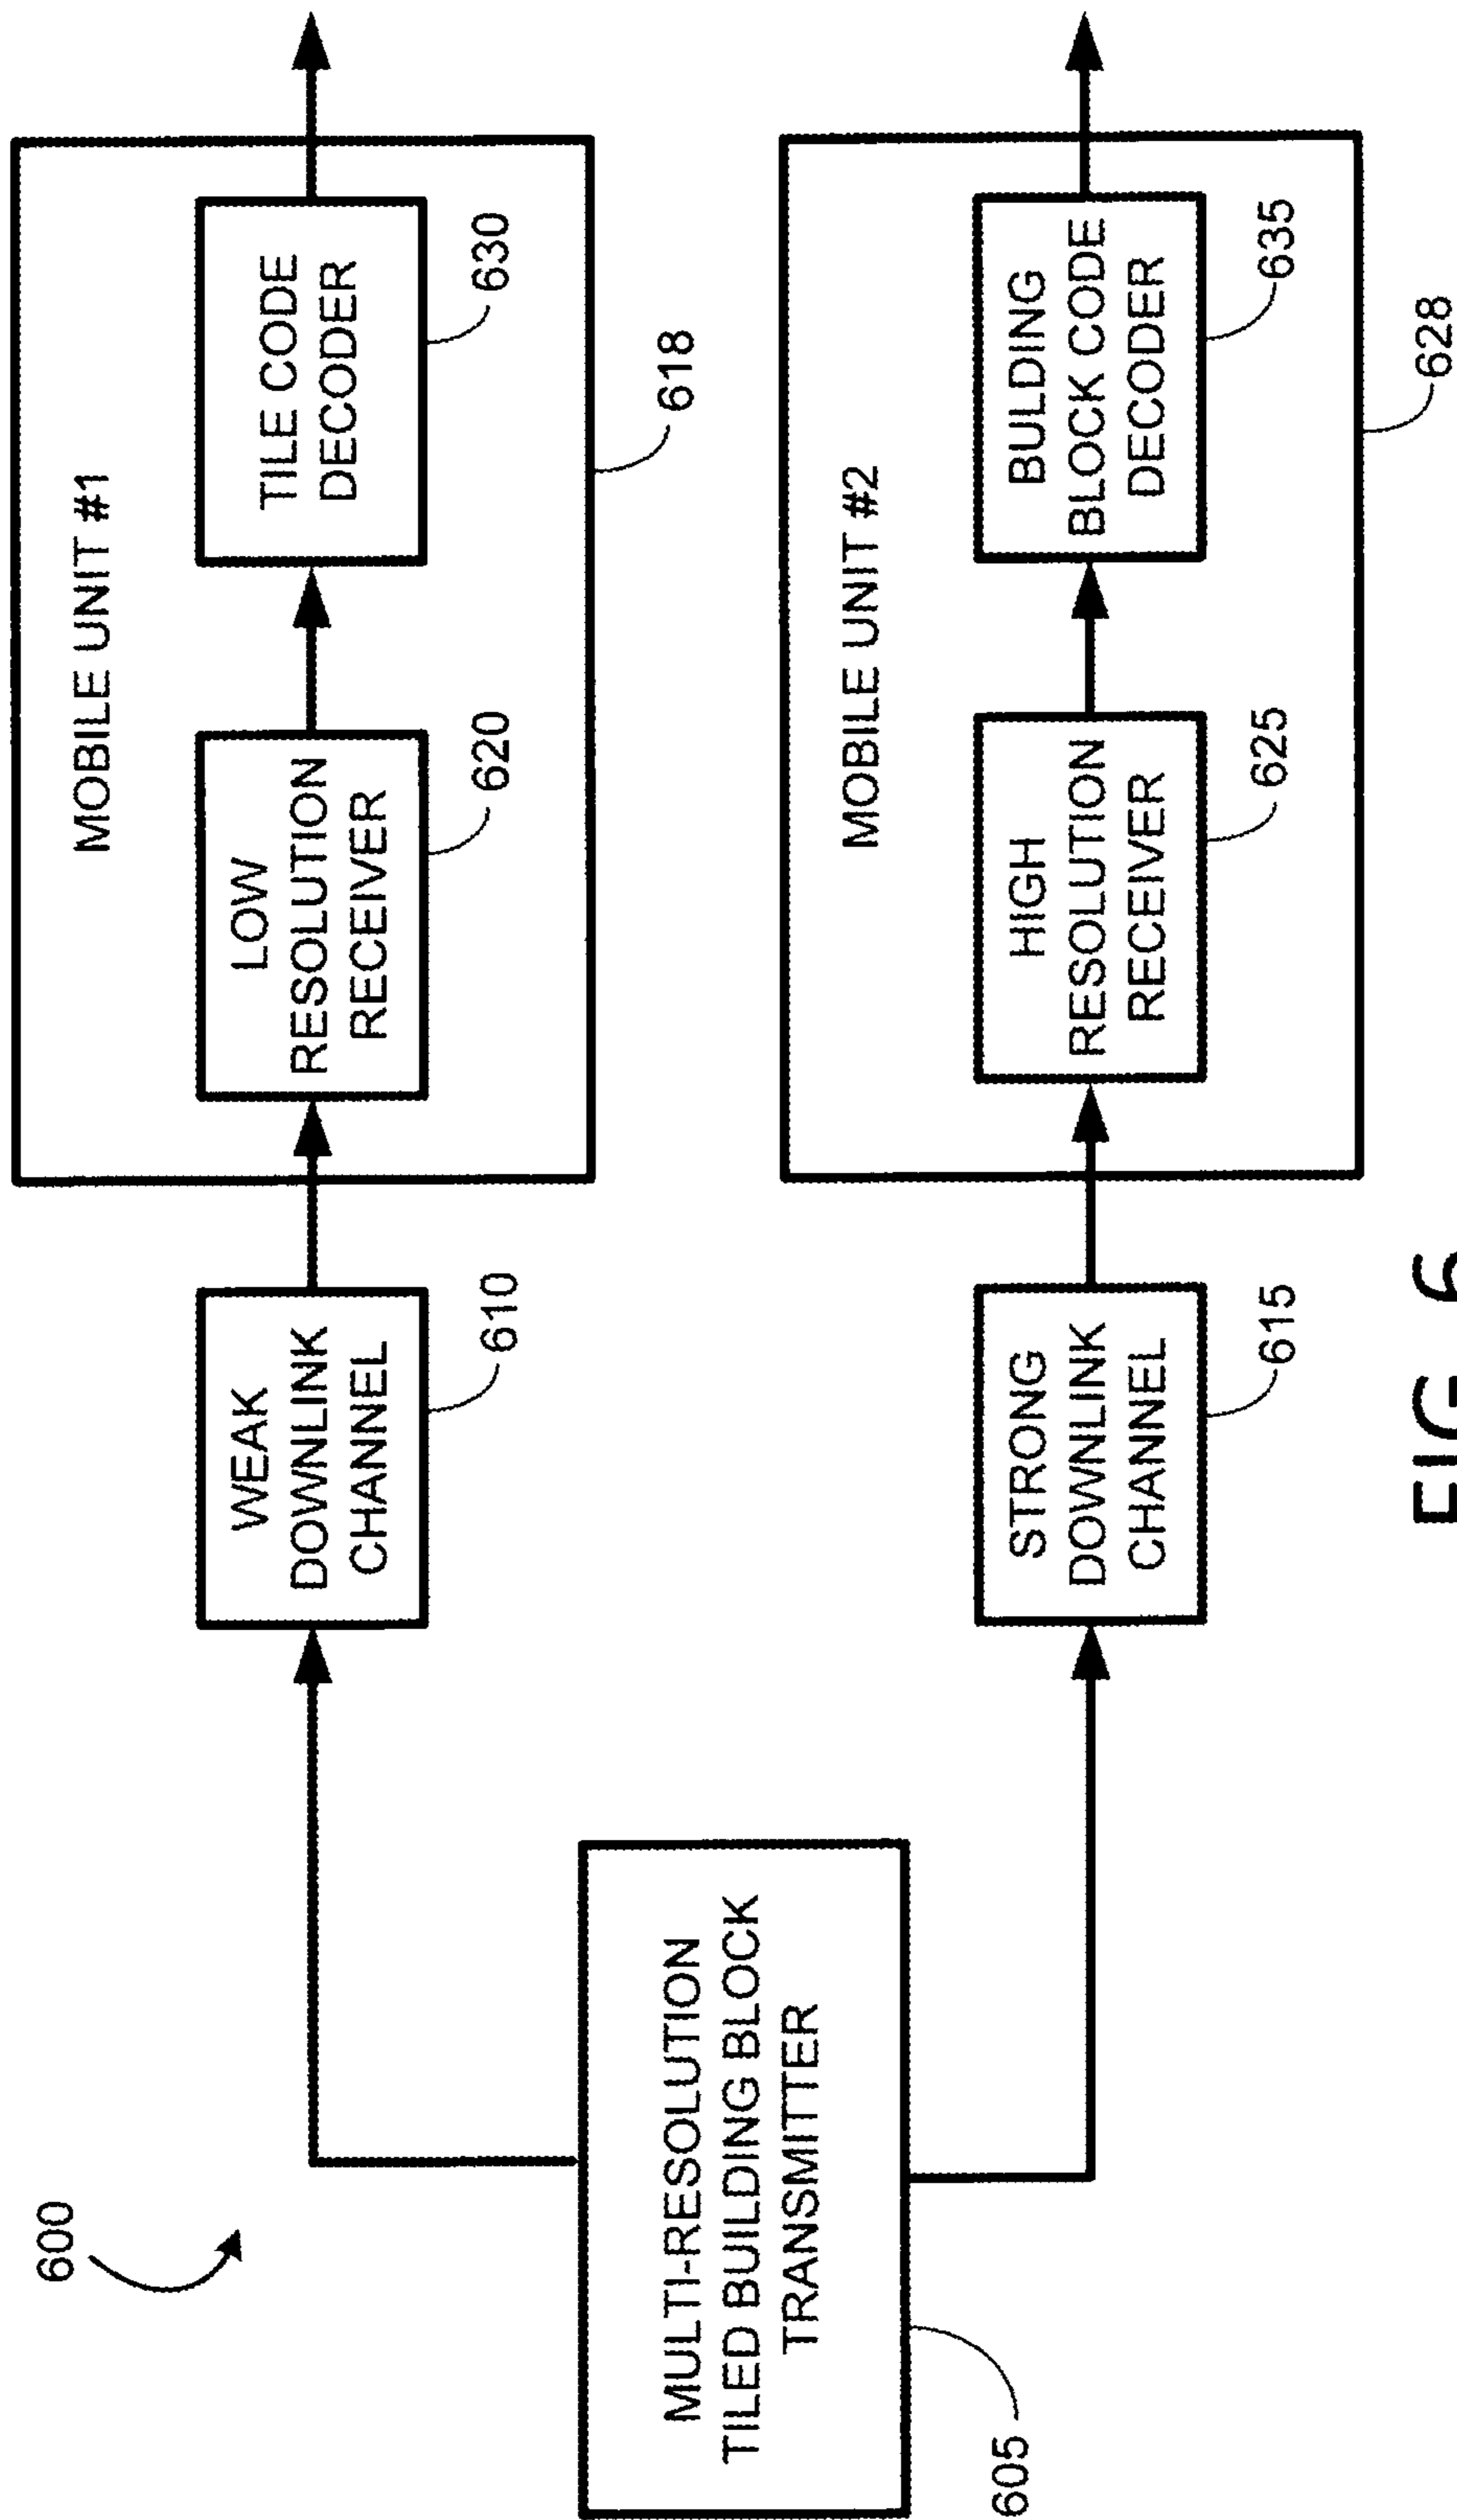 600
MULTI-RESOLUTION
TILED BUILDING BLOCK
TRANSMITTER
605
WEAK
DOWNLINK
CHANNEL
610
MOBILE UNIT #1
LOW
RESOLUTION
RECEIVER
620
TILE CODE
DECODER
630
618
STRONG
DOWNLINK
CHANNEL
615
MOBILE UNIT #2
HIGH
RESOLUTION
RECEIVER
625
BUILDING
BLOCK CODE
DECODER
635
628
FIG. 6